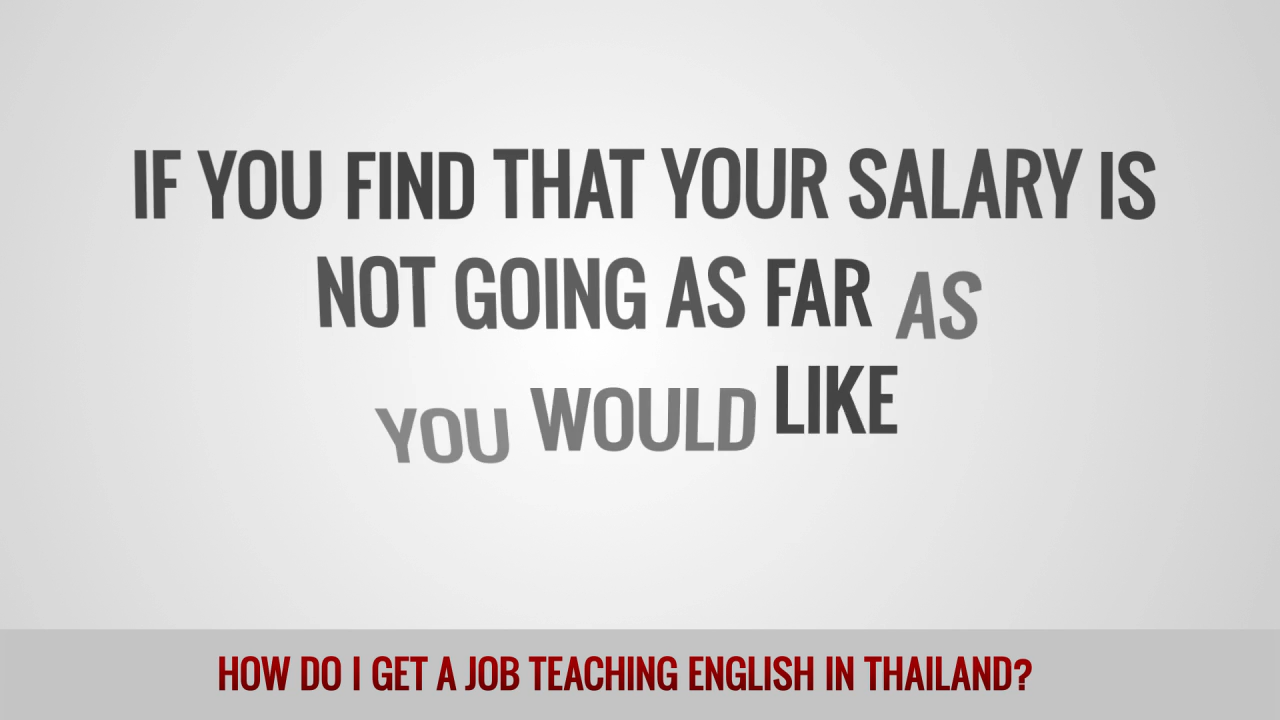 IF YOU FIND THAT YOUR SALARY IS
NOT GOING AS FAR AS
YOU WOULD LIKE
HOW DO I GET A JOB TEACHING ENGLISH IN THAILAND?